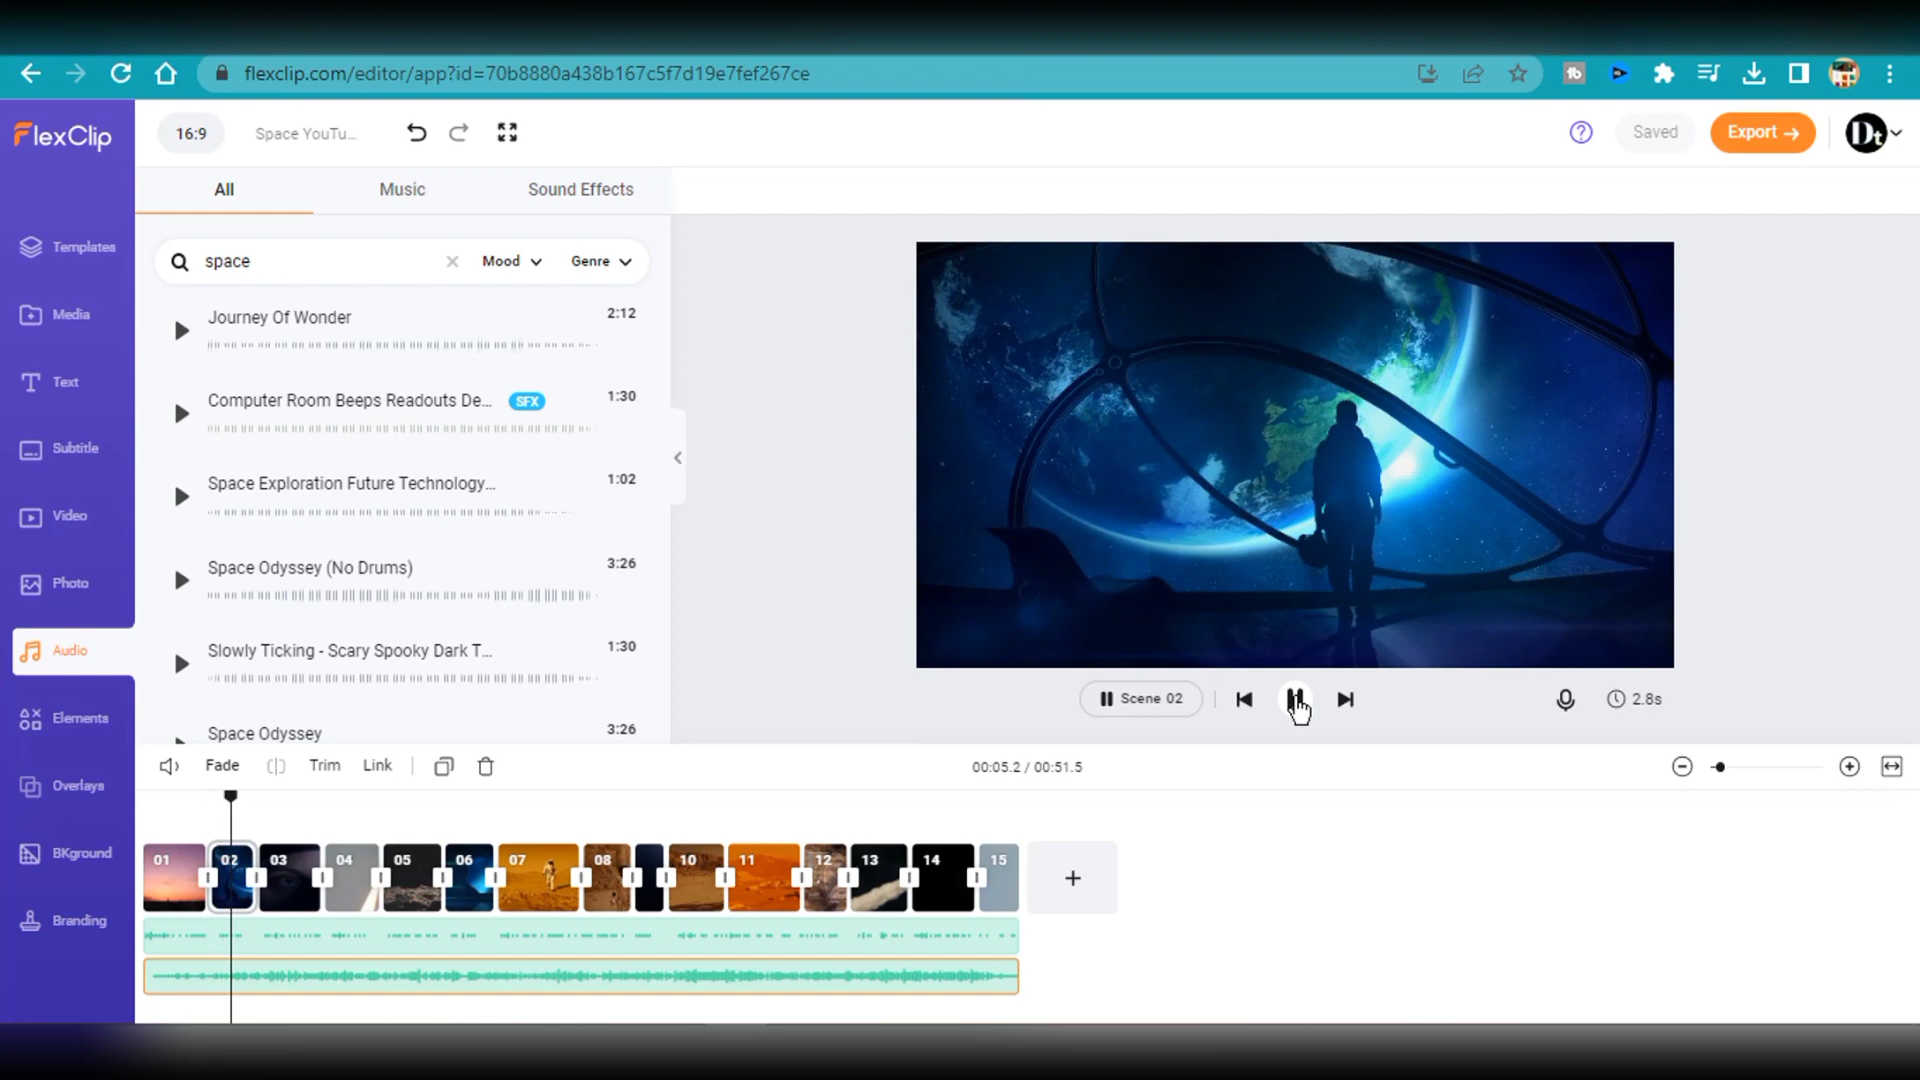 flexclip.com/editor/app?id=70b8880a438b167c5f7d19e7fef267ce
FlexClip
16:9
Space YouTu...
Saved
Export →
Dt
All
Music
Sound Effects
space
Mood
Genre
Templates
Media
Text
Subtitle
Video
Photo
Audio
Elements
Overlays
BKground
Branding
Journey Of Wonder
2:12
Computer Room Beeps Readouts De...
SFX
1:30
Space Exploration Future Technology...
1:02
Space Odyssey (No Drums)
3:26
Slowly Ticking - Scary Spooky Dark T...
1:30
Space Odyssey
3:26
Scene 02
2.8s
Fade
Trim
Link
00:05.2 / 00:51.5
01
02
03
04
05
06
07
08
10
11
12
13
14
15